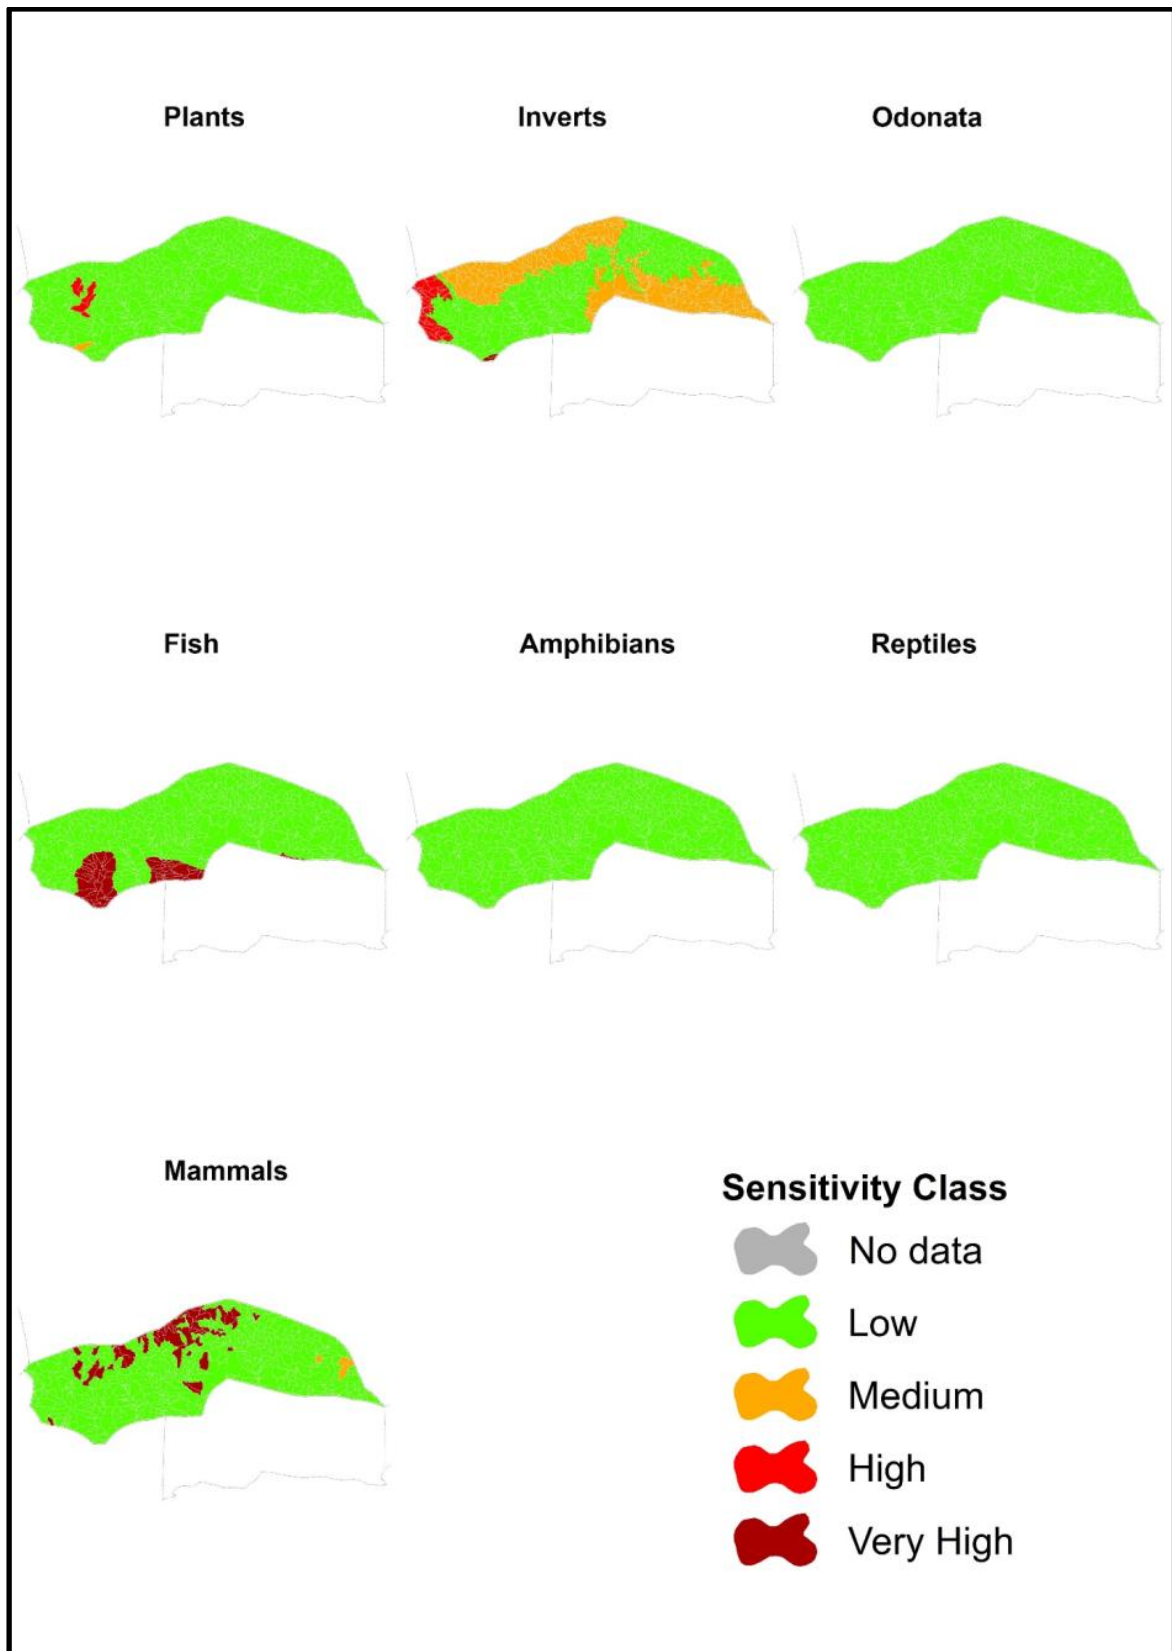 Plants
Inverts
Odonata
Fish
Amphibians
Reptiles
Mammals
Sensitivity Class
No data
Low
Medium
High
Very High